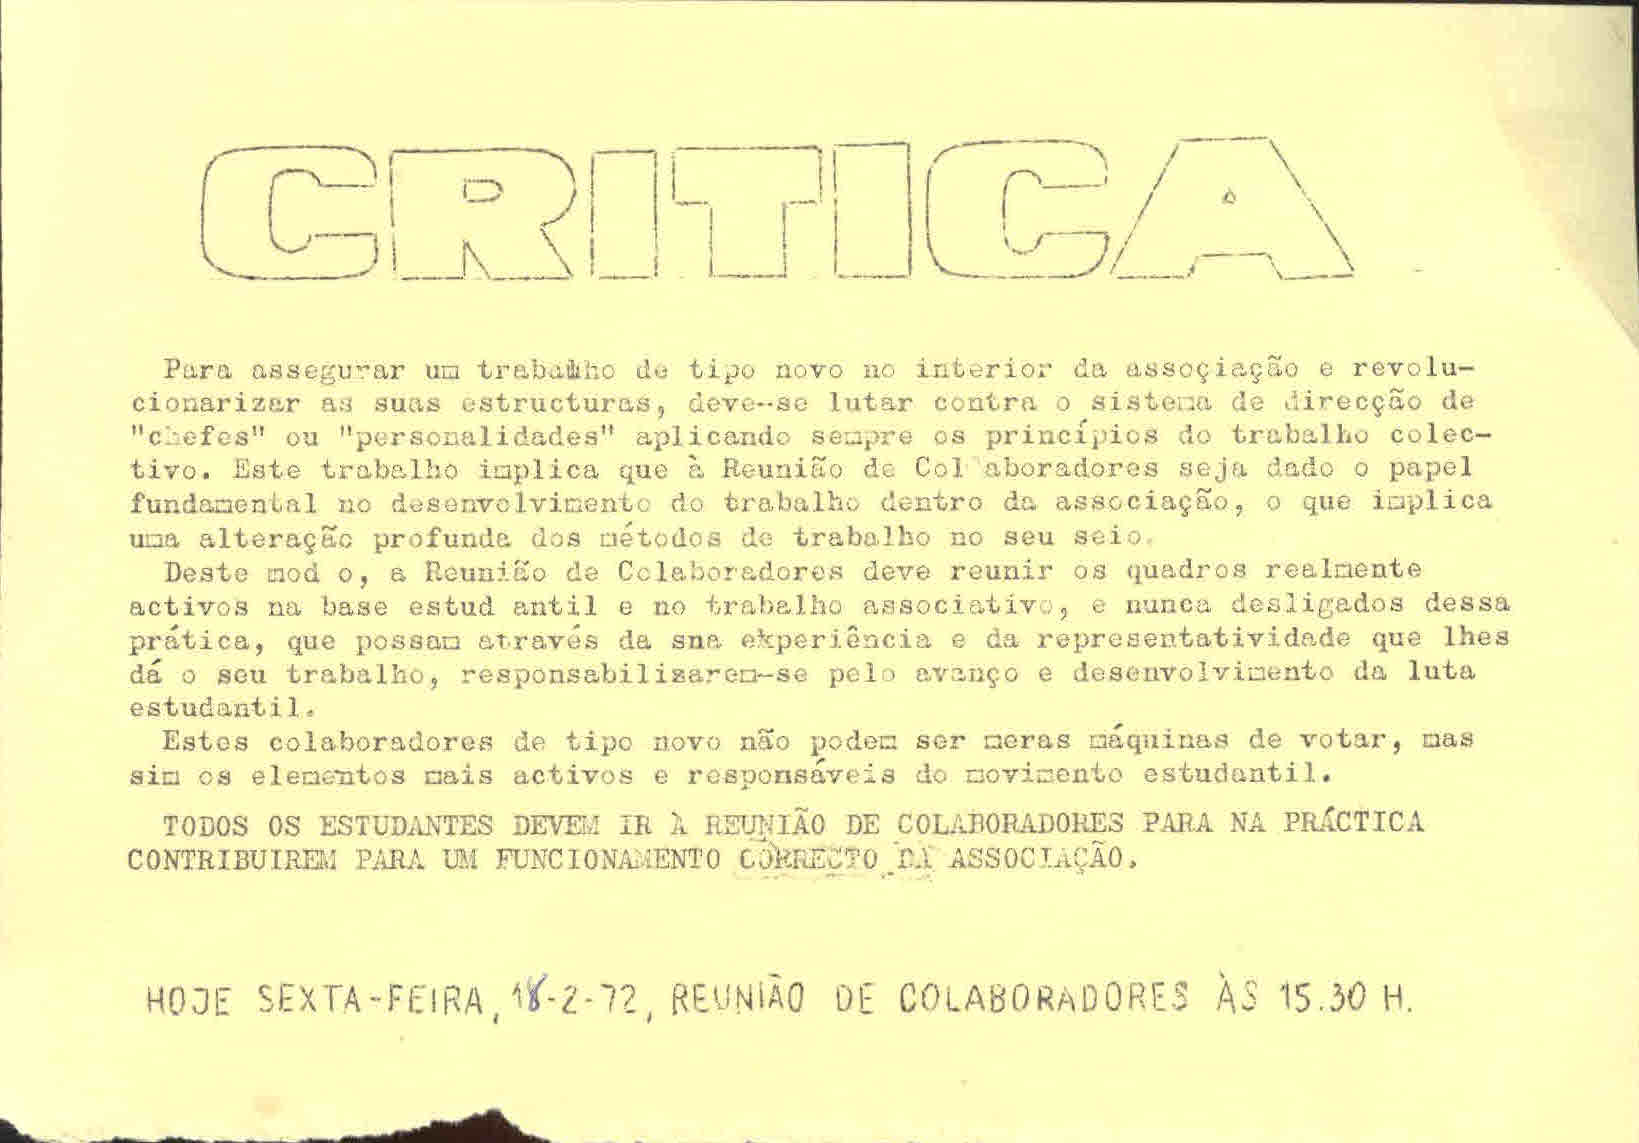 CRITICA
Para assegurar um trabalho de tipo novo no interior da assoçiação e revolu-
cionarizar as suas estructuras, deve-se lutar contra o sistema de direcção de
"chefes" ou "personalidades" aplicando sempre os princípios do trabalho colec-
tivo. Este trabalho implica que à Reunião de Col aboradores seja dado o papel
fundamental no desenvolvimento do trabalho dentro da associação, o que implica
uma alteração profunda dos métodos de trabalho no seu seio.
Deste mod o, a Reunião de Colaboradores deve reunir os quadros realmente
activos na base estud antil e no trabalho associativo, e nunca desligados dessa
prática, que possam através da sna experiência e da representatividade que lhes
dá o seu trabalho, responsabilizarem-se pelo avanço e desenvolvimento da luta
estudantil.
Estes colaboradores de tipo novo não podem ser meras máquinas de votar, mas
sim os elementos mais activos e responsáveis do movimento estudantil.
TODOS OS ESTUDANTES DEVEM IR À REUNIÃO DE COLABORADORES PARA NA PRÁCTICA
CONTRIBUIREM PARA UM FUNCIONAMENTO CORRECTO DA ASSOCIAÇÃO.
HOJE SEXTA-FEIRA, 18-2-72, REUNIÃO DE COLABORADORES ÀS 15.30 H.